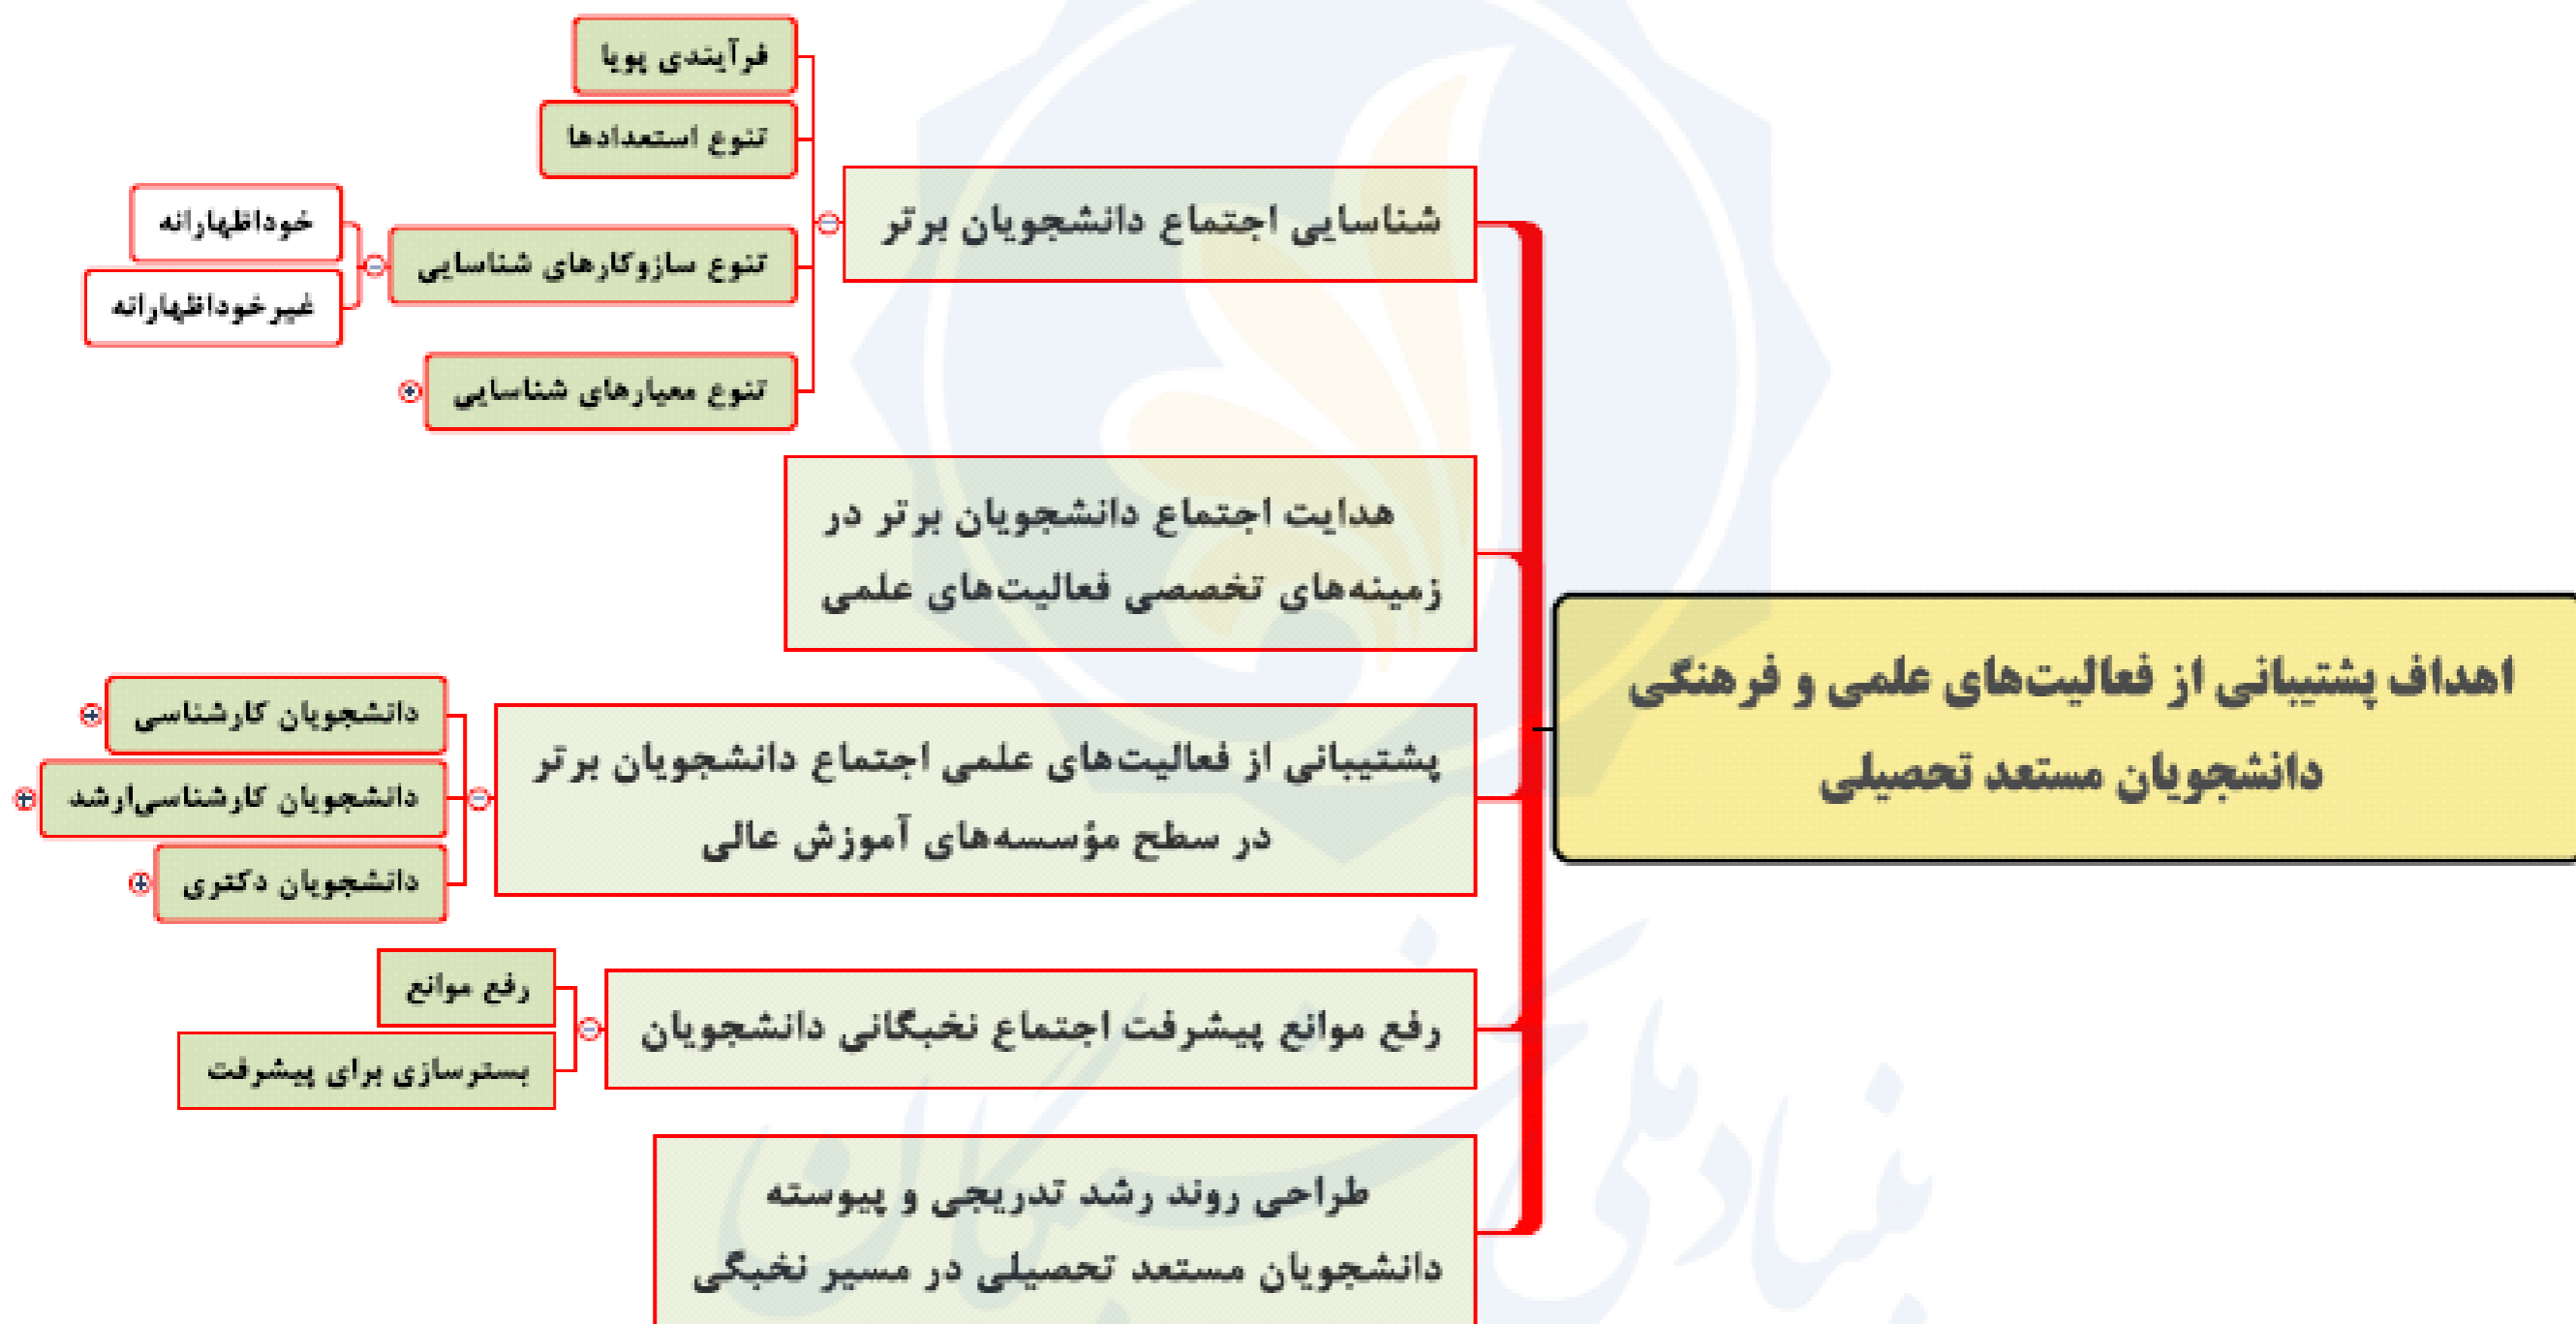 اهداف پشتیبانی از فعالیت‌های علمی و فرهنگی
دانشجویان مستعد تحصیلی
شناسایی اجتماع دانشجویان برتر
فرآیندی پویا
تنوع استعدادها
تنوع سازوکارهای شناسایی
خوداظهارانه
غیرخوداظهارانه
تنوع معیارهای شناسایی
هدایت اجتماع دانشجویان برتر در
زمینه‌های تخصصی فعالیت‌های علمی
پشتیبانی از فعالیت‌های علمی اجتماع دانشجویان برتر
در سطح مؤسسه‌های آموزش عالی
دانشجویان کارشناسی
دانشجویان کارشناسی‌ارشد
دانشجویان دکتری
رفع موانع پیشرفت اجتماع نخبگانی دانشجویان
رفع موانع
بسترسازی برای پیشرفت
طراحی روند رشد تدریجی و پیوسته
دانشجویان مستعد تحصیلی در مسیر نخبگی
بنیاد ملی نخبگان